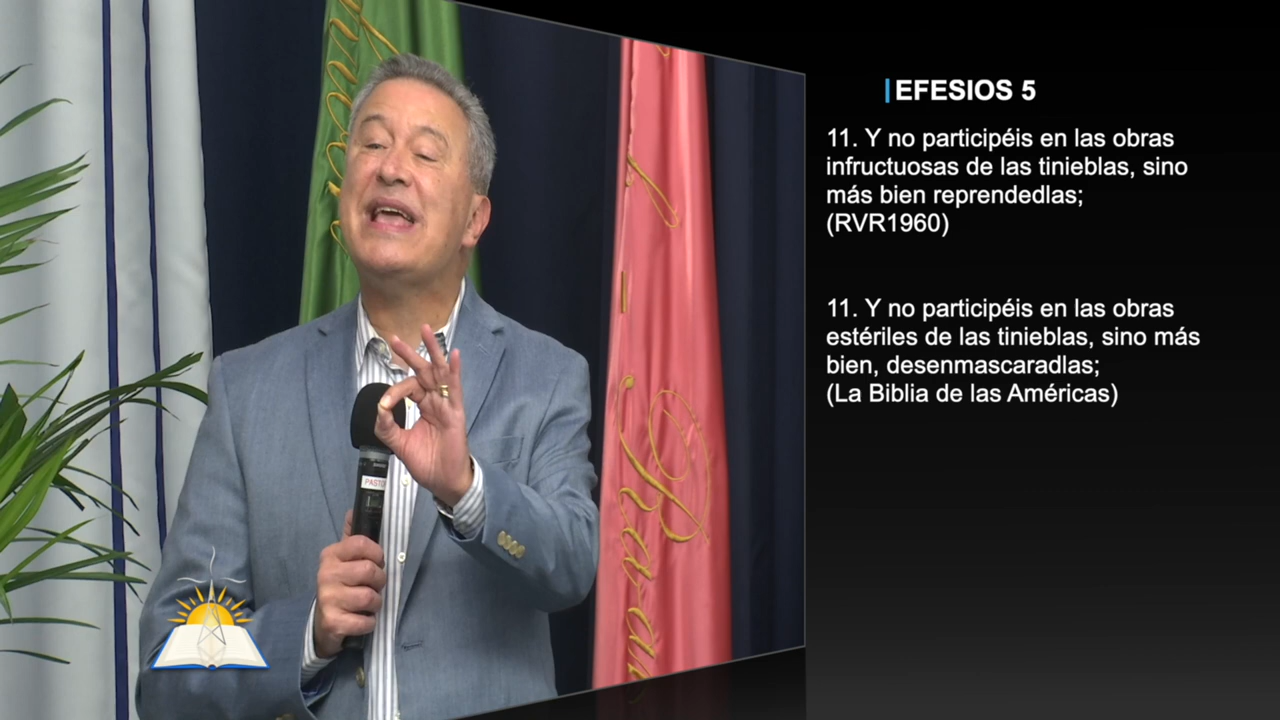 EFESIOS 5
11. Y no participéis en las obras
infructuosas de las tinieblas, sino
más bien reprendedlas;
(RVR1960)
11. Y no participéis en las obras
estériles de las tinieblas, sino más
bien, desenmascaradlas;
(La Biblia de las Américas)
PASTO